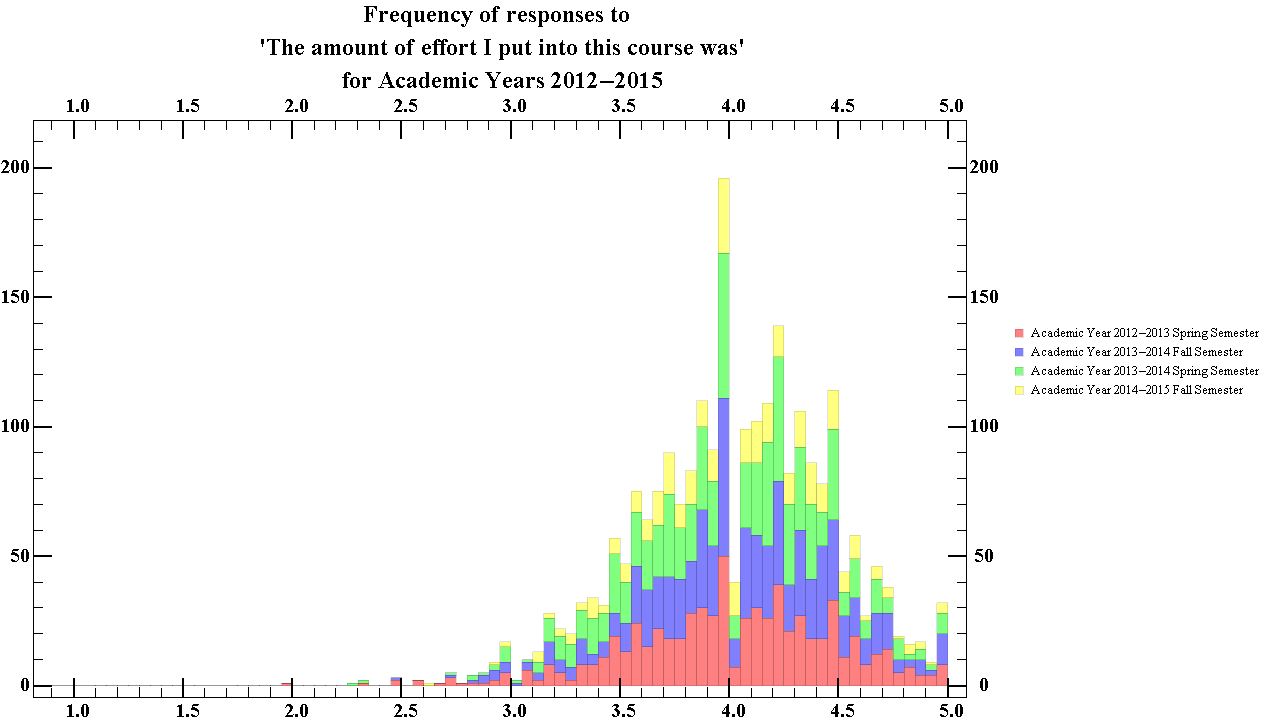 Frequency of responses to
'The amount of effort I put into this course was'
for Academic Years 2012–2015
1.0 1.5 2.0 2.5 3.0 3.5 4.0 4.5 5.0
200 200
150 150
Academic Year 2012–2013 Spring Semester
Academic Year 2013–2014 Fall Semester
Academic Year 2013–2014 Spring Semester
Academic Year 2014–2015 Fall Semester
100 100
50 50
0 0
1.0 1.5 2.0 2.5 3.0 3.5 4.0 4.5 5.0